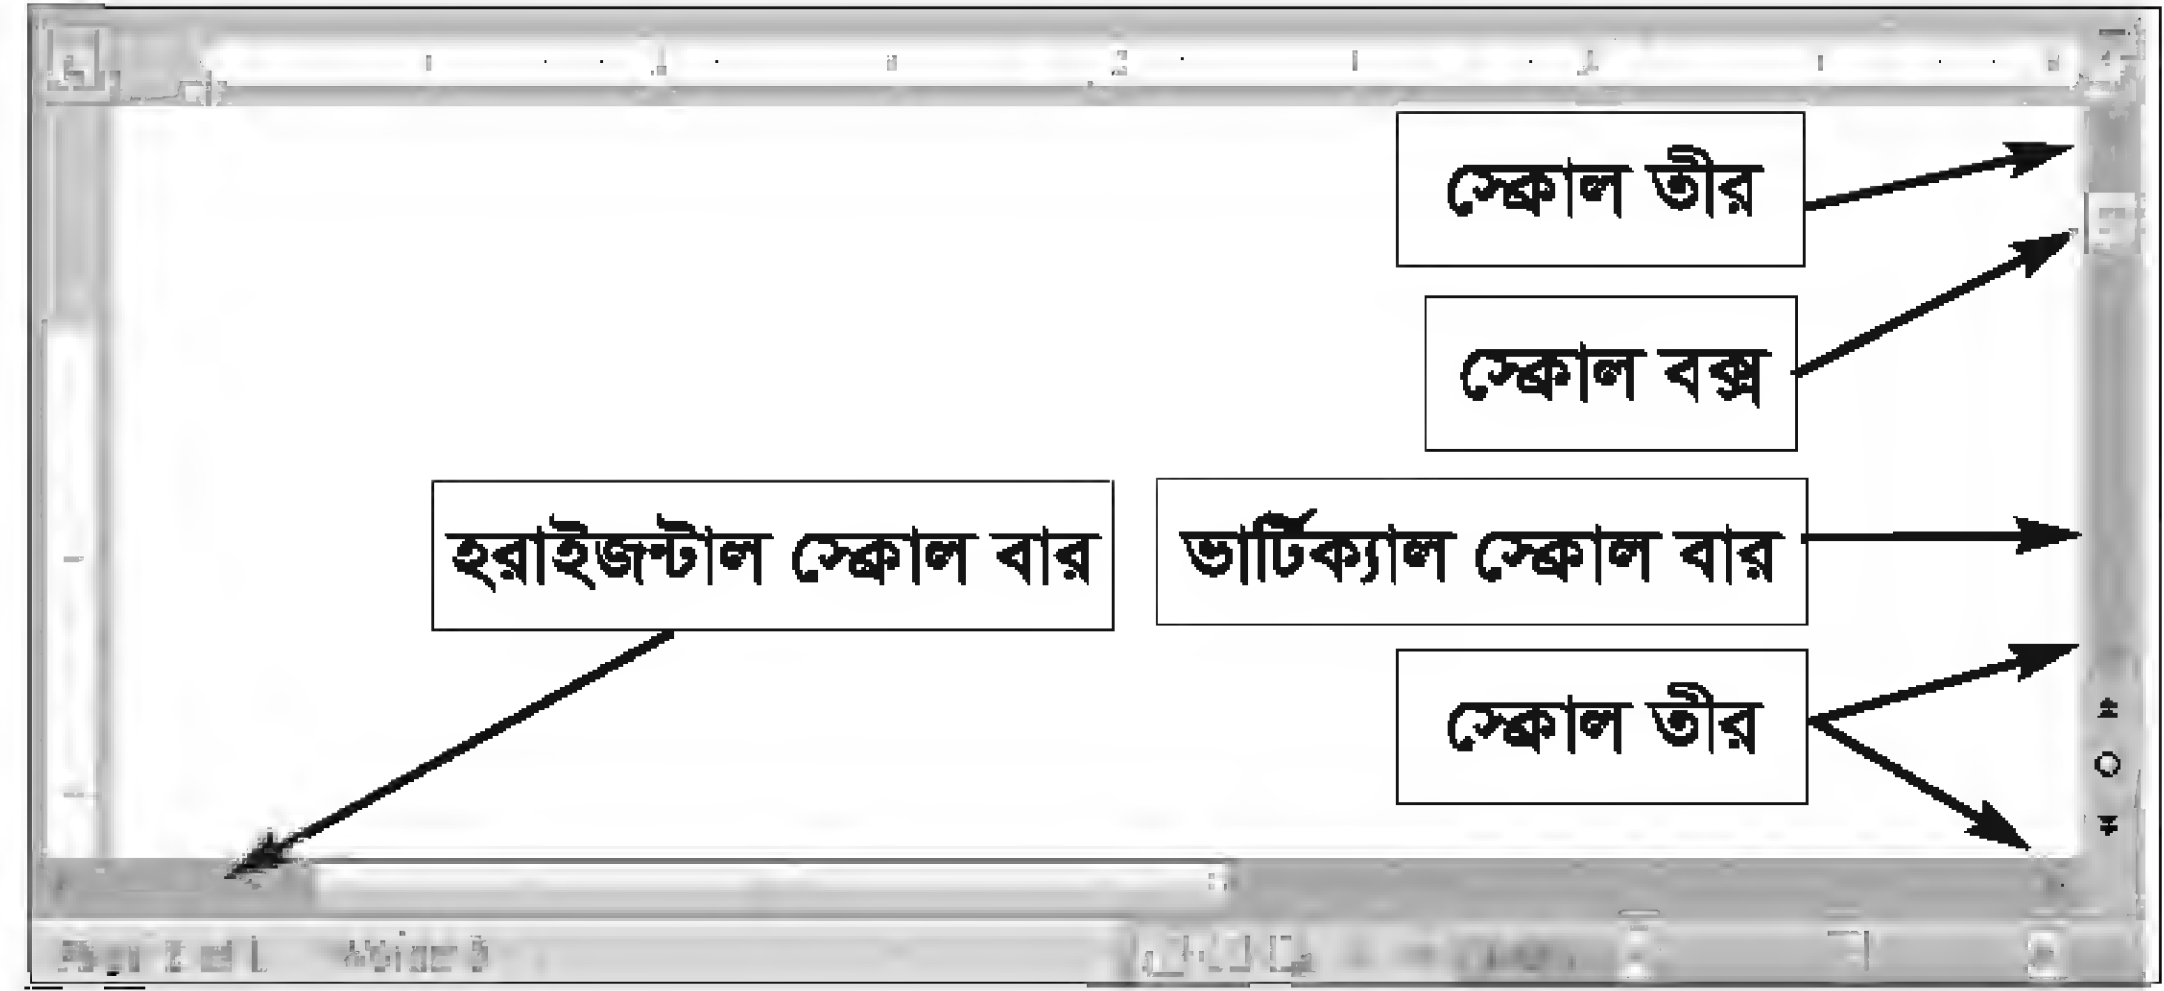 স্ক্রোল তীর
স্ক্রোল বক্স
হরাইজন্টাল স্ক্রোল বার
ভার্টিক্যাল স্ক্রোল বার
স্ক্রোল তীর